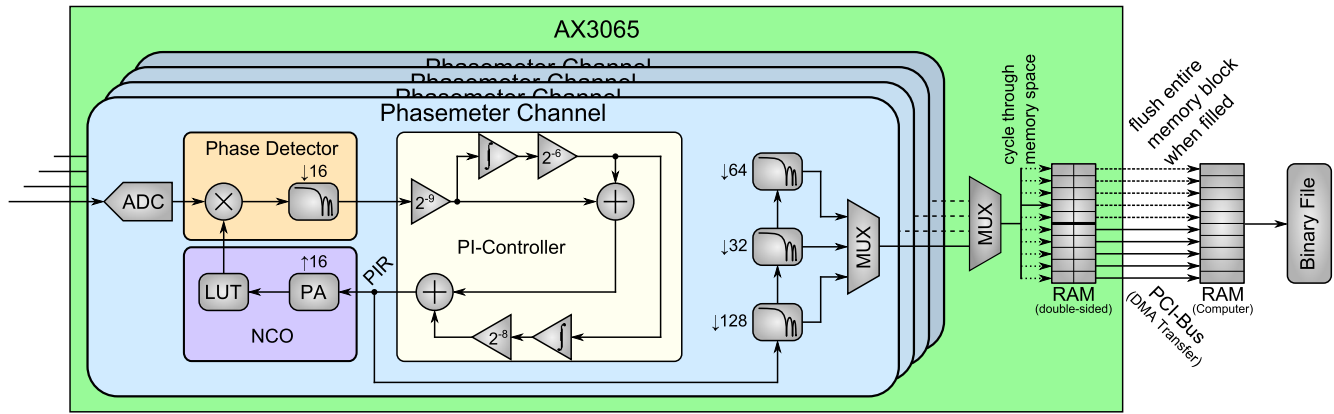 AX3065
Phasemeter Channel
Phasemeter Channel
Phasemeter Channel
Phasemeter Channel
Phase Detector
↓16
ADC
×
2⁻⁹
∫
2⁻⁶
+
PI-Controller
+
2⁻⁸
∫
PIR
↑16
LUT
PA
NCO
↓64
↓32
↓128
MUX
MUX
cycle through
memory space
RAM
(double-sided)
flush entire
memory block
when filled
PCI-Bus
(DMA Transfer)
RAM
(Computer)
Binary File